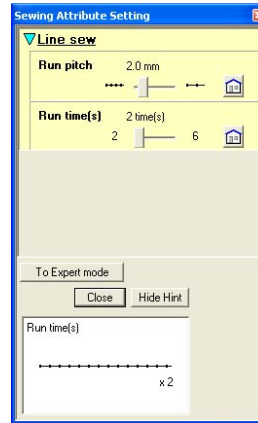 Sewing Attribute Setting
Line sew
Run pitch 2.0 mm
Run time(s) 2 time(s)
2 6
To Expert mode
Close Hide Hint
Run time(s)
x 2